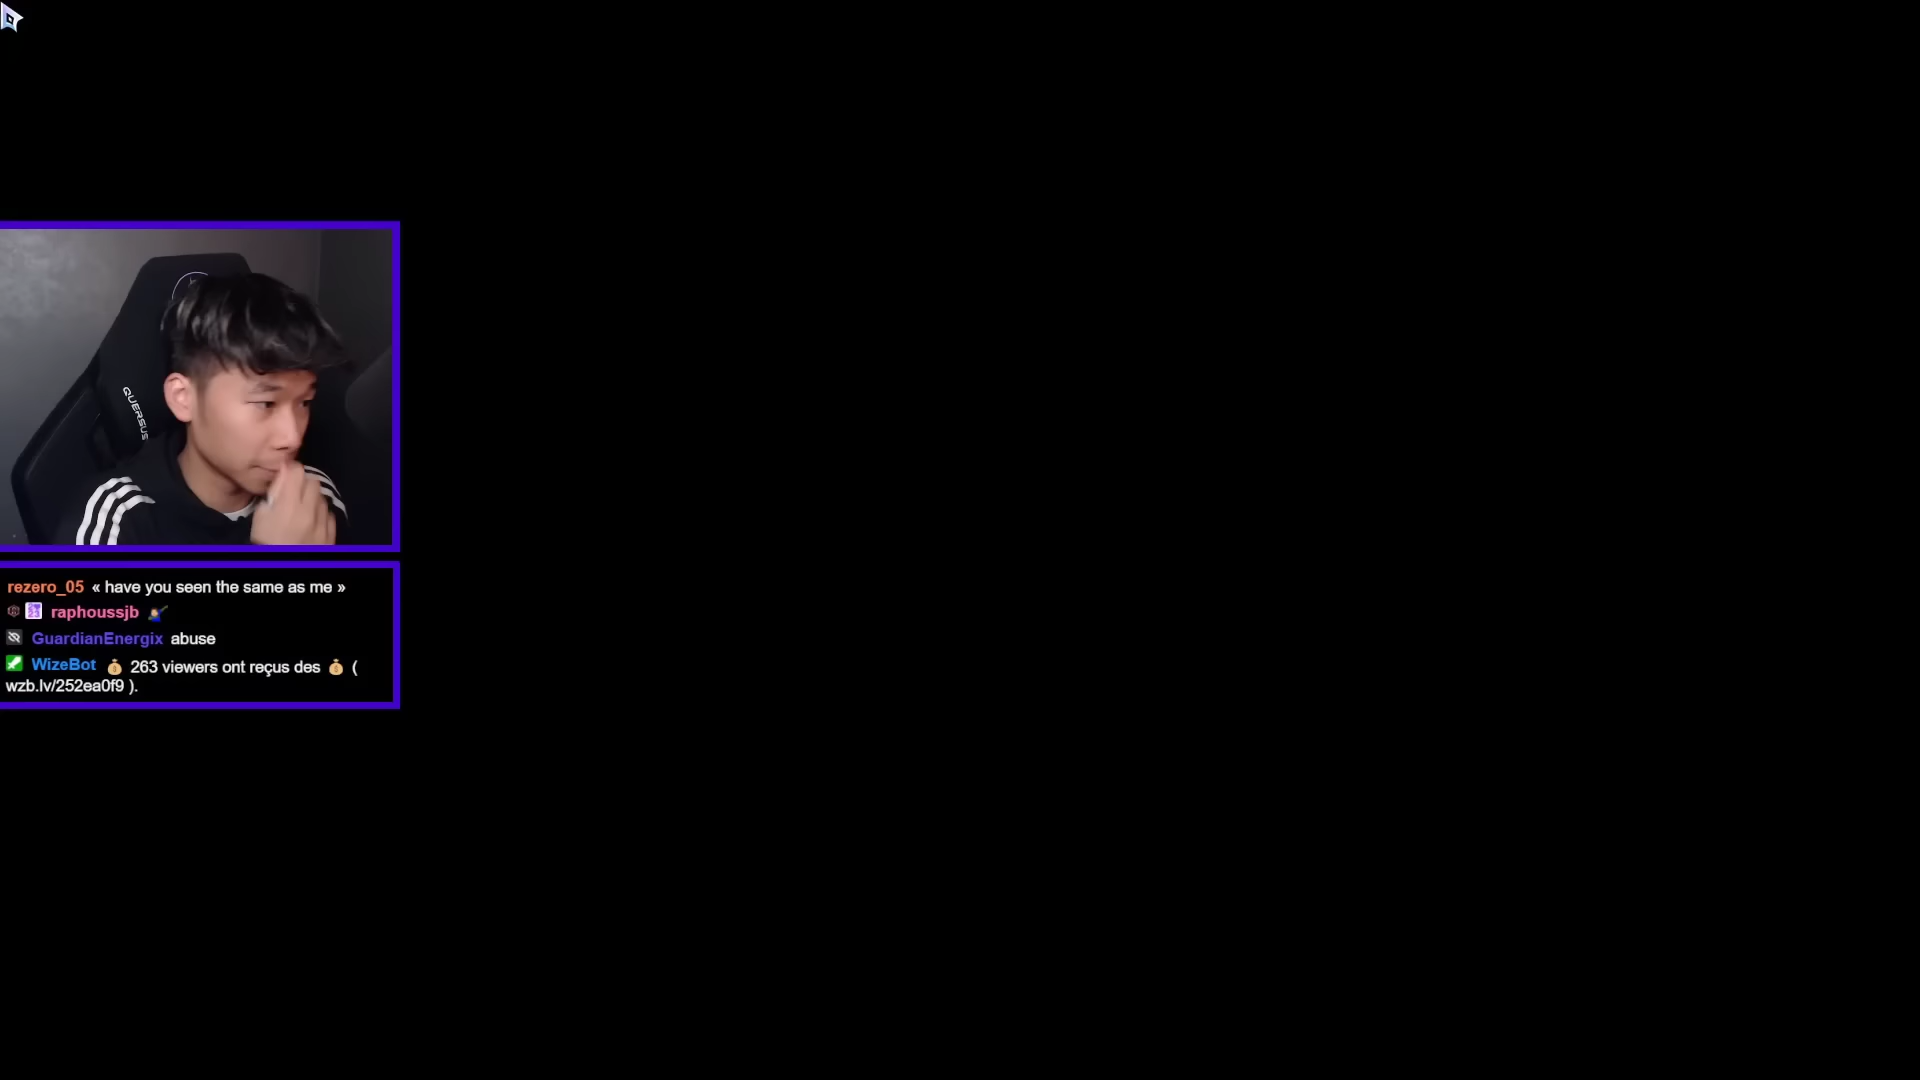 QUERSUS
rezero_05 « have you seen the same as me »
raphoussjb
GuardianEnergix abuse
WizeBot 263 viewers ont reçus des (
wzb.lv/252ea0f9 ).